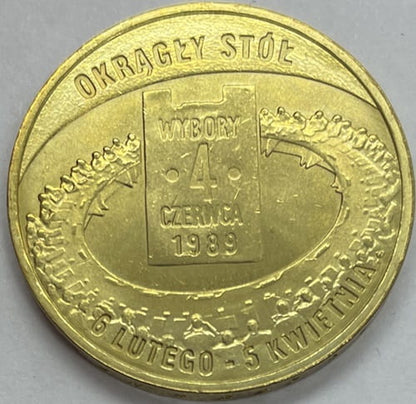 OKRĄGŁY STÓŁ
WYBORY
· 4 ·
CZERWCA
1989
6 LUTEGO - 5 KWIETNIA